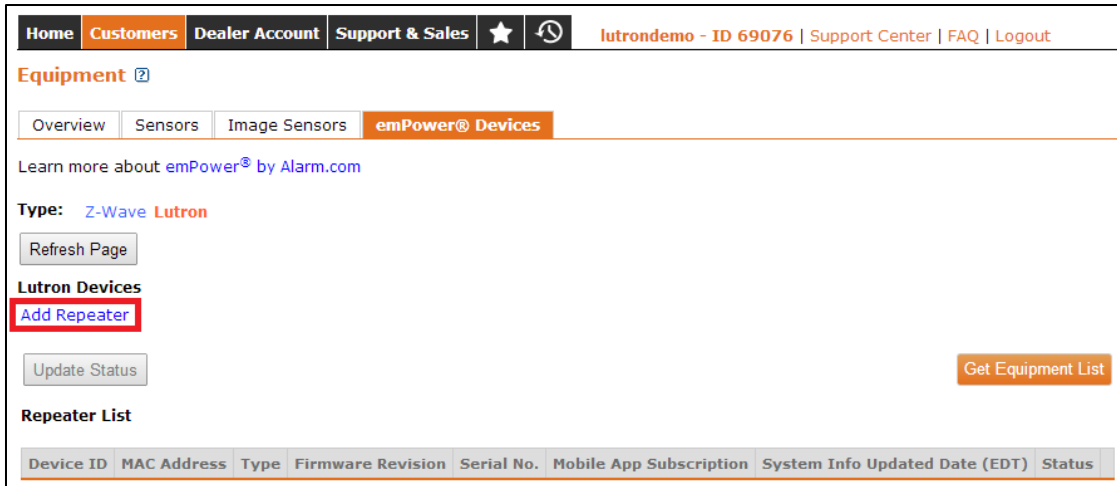 Home Customers Dealer Account Support & Sales lutrondemo - ID 69076 | Support Center | FAQ | Logout
Equipment ?
Overview Sensors Image Sensors emPower® Devices
Learn more about emPower® by Alarm.com
Type: Z-Wave Lutron
Refresh Page
Lutron Devices
Add Repeater
Update Status Get Equipment List
Repeater List
Device ID MAC Address Type Firmware Revision Serial No. Mobile App Subscription System Info Updated Date (EDT) Status